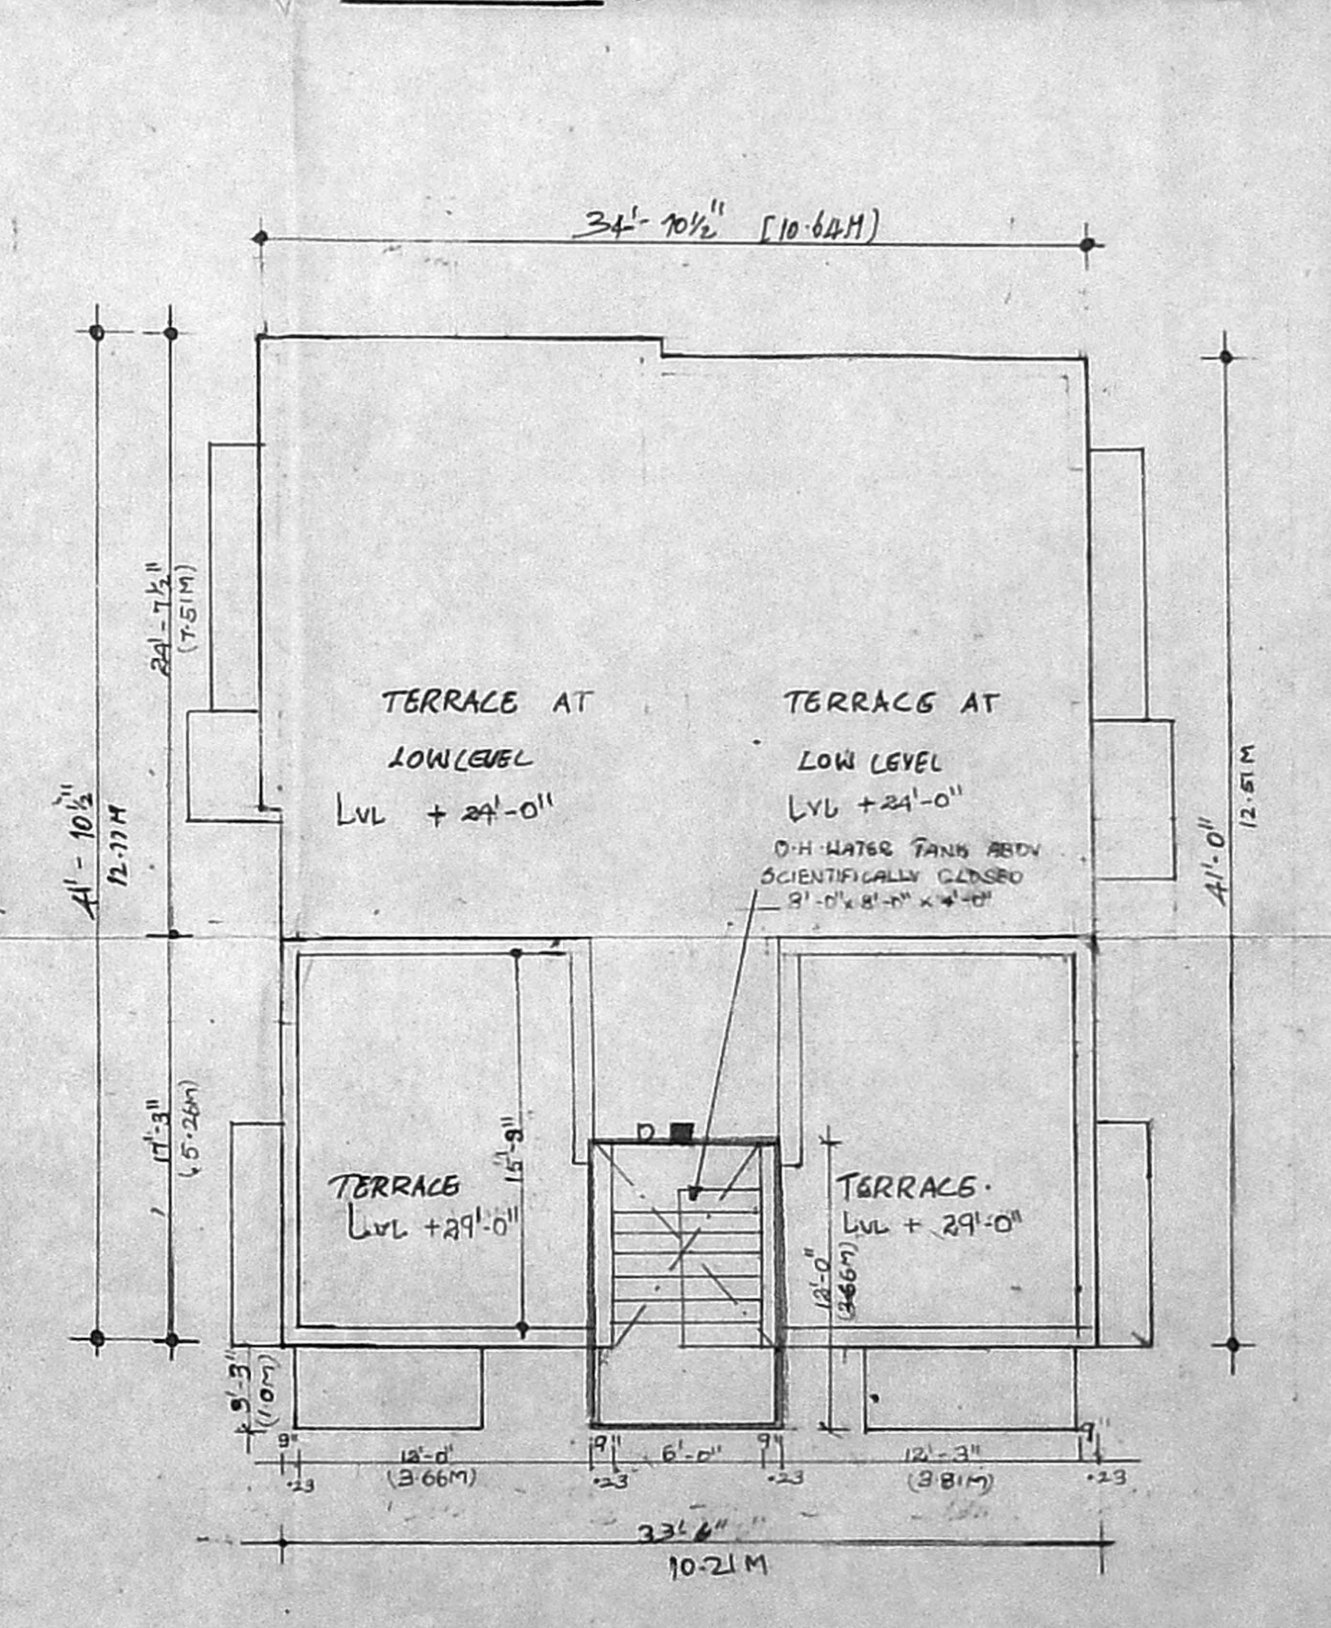 34'- 10½" [10.64M]
24'-7½"
(7.51M)
41'-10½"
12.77M
TERRACE AT
LOW LEVEL
LVL + 24'-0"
TERRACE AT
LOW LEVEL
LVL +24'-0"
O.H. WATER TANK ABOV
SCIENTIFICALLY CLOSED
8'-0" x 8'-0" x 4'-0"
41'-0"
12.51M
17'-3"
(5.26M)
15'-9"
TERRACE
LVL +29'-0"
TERRACE.
LVL + 29'-0"
12'-0"
(3.66M)
3'-3"
(1.0M)
9" 12'-0" 9" 6'-0" 9" 12'-3" 9"
.23 (3.66M) .23 .23 (3.81M) .23
33'-6"
10.21M